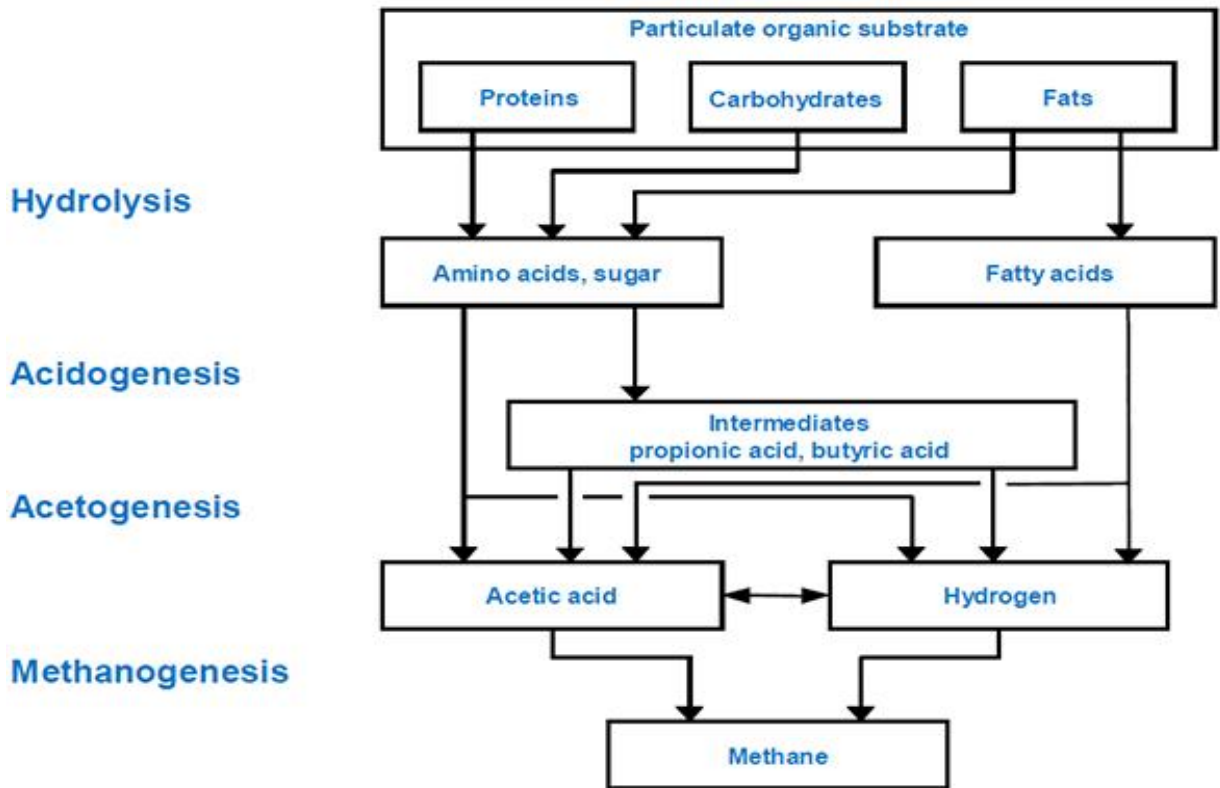 Particulate organic substrate
Proteins
Carbohydrates
Fats
Hydrolysis
Amino acids, sugar
Fatty acids
Acidogenesis
Intermediates
propionic acid, butyric acid
Acetogenesis
Acetic acid
Hydrogen
Methanogenesis
Methane